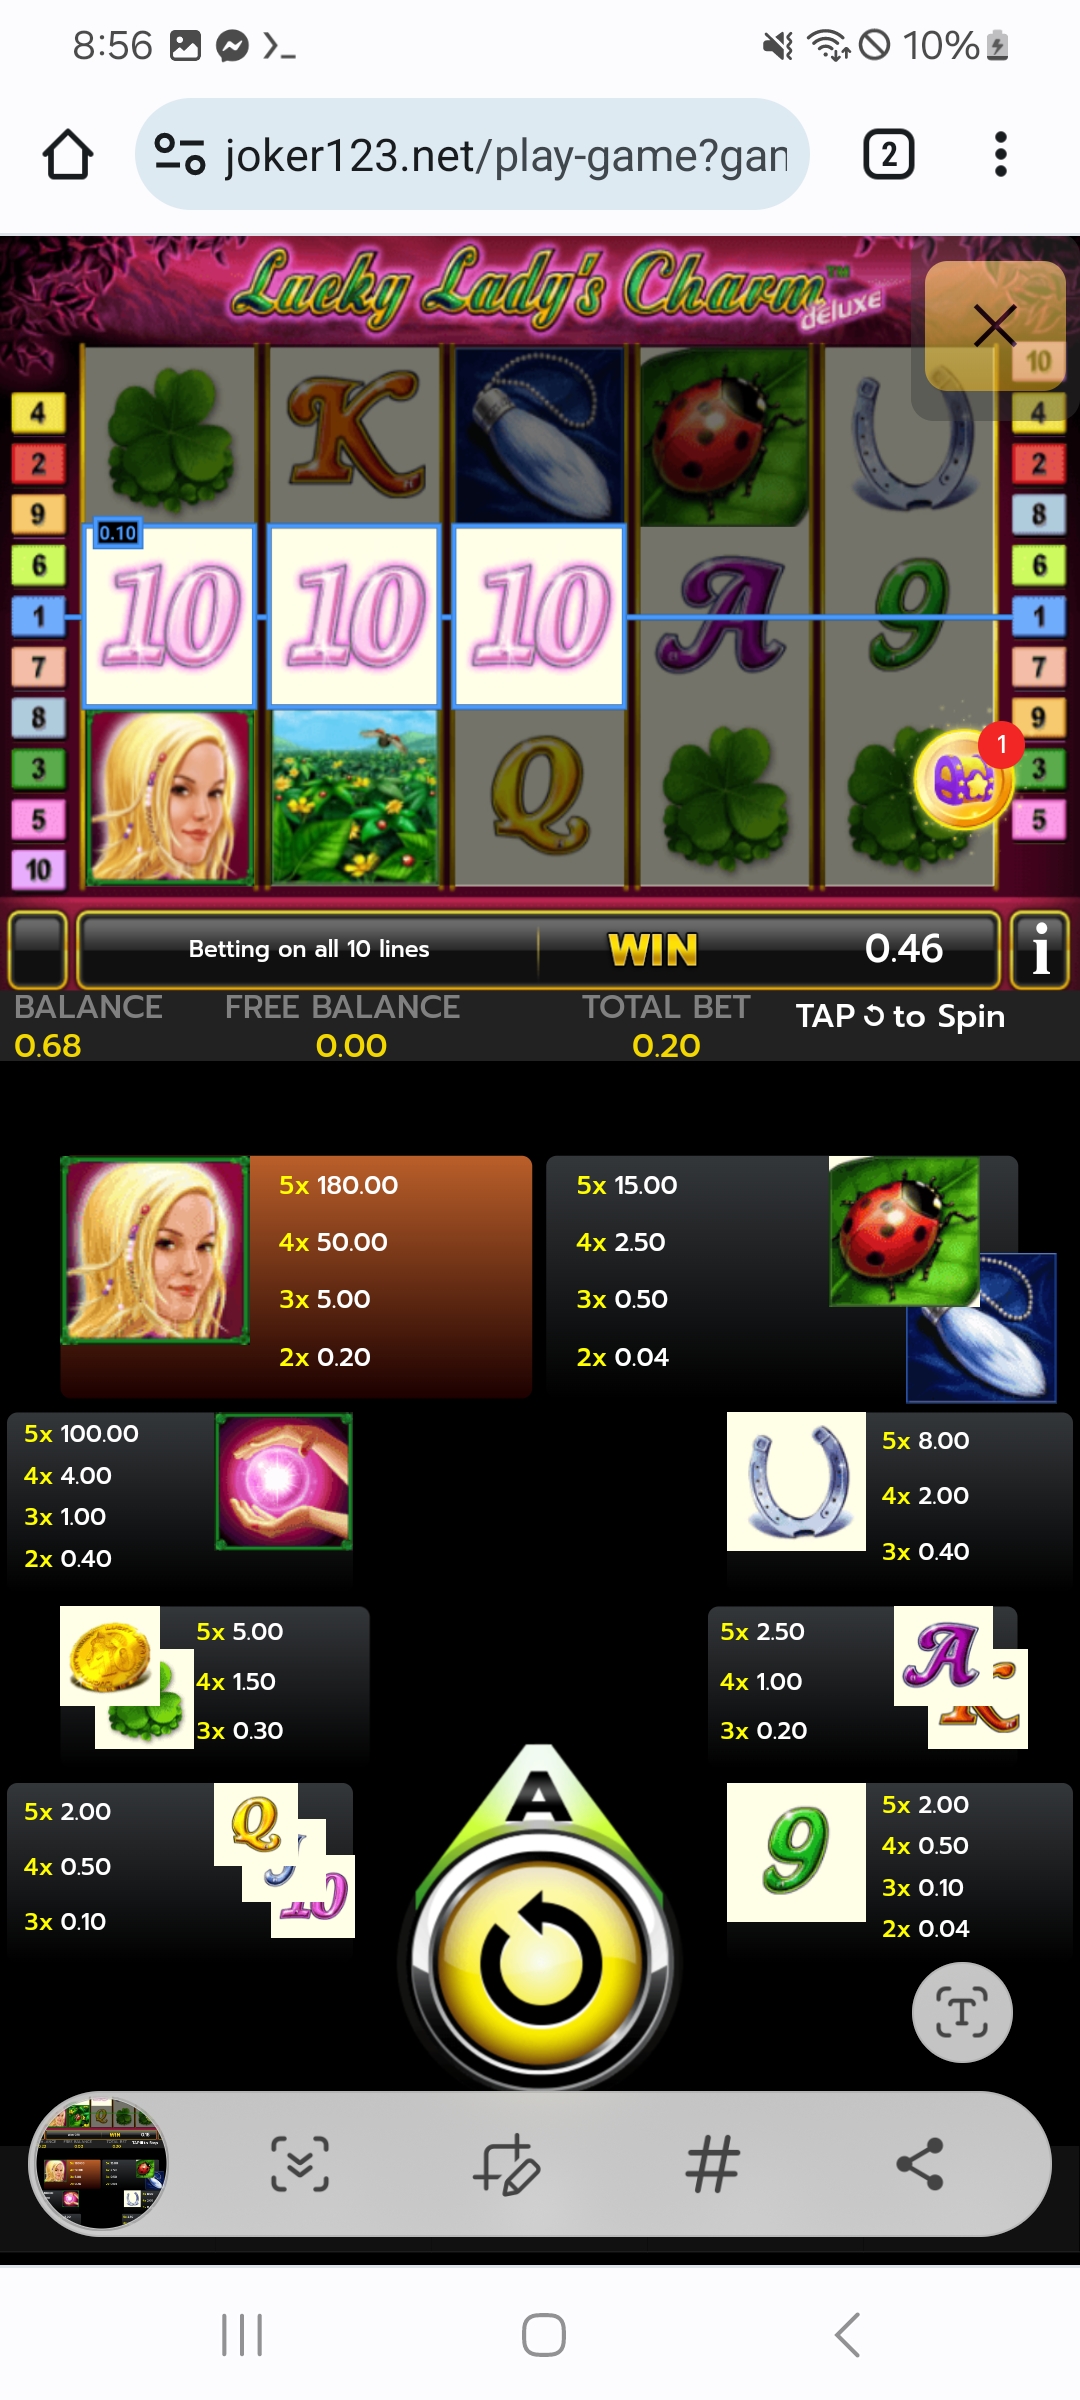 8:56
10%
joker123.net/play-game?gan
2
Lucky Lady's Charm™
deluxe
10
4
K
4
2
2
9
0.10
8
6
6
1
10
10
10
A
9
1
7
7
8
9
1
3
Q
3
5
5
10
Betting on all 10 lines
WIN
0.46
i
BALANCE
FREE BALANCE
TOTAL BET
TAP to Spin
0.68
0.00
0.20
5x 180.00
4x 50.00
3x 5.00
2x 0.20
5x 15.00
4x 2.50
3x 0.50
2x 0.04
5x 100.00
4x 4.00
3x 1.00
2x 0.40
5x 8.00
4x 2.00
3x 0.40
5x 5.00
4x 1.50
3x 0.30
5x 2.50
4x 1.00
3x 0.20
A
K
A
5x 2.00
4x 0.50
3x 0.10
Q
J
10
9
5x 2.00
4x 0.50
3x 0.10
2x 0.04
T
#